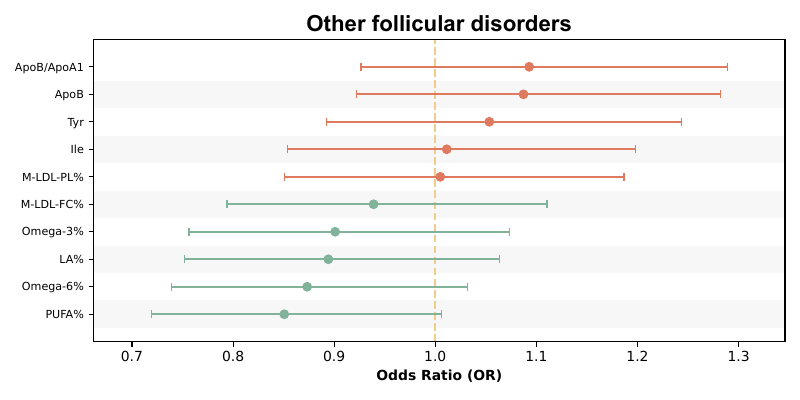 Other follicular disorders
ApoB/ApoA1
ApoB
Tyr
Ile
M-LDL-PL%
M-LDL-FC%
Omega-3%
LA%
Omega-6%
PUFA%
0.7 0.8 0.9 1.0 1.1 1.2 1.3
Odds Ratio (OR)